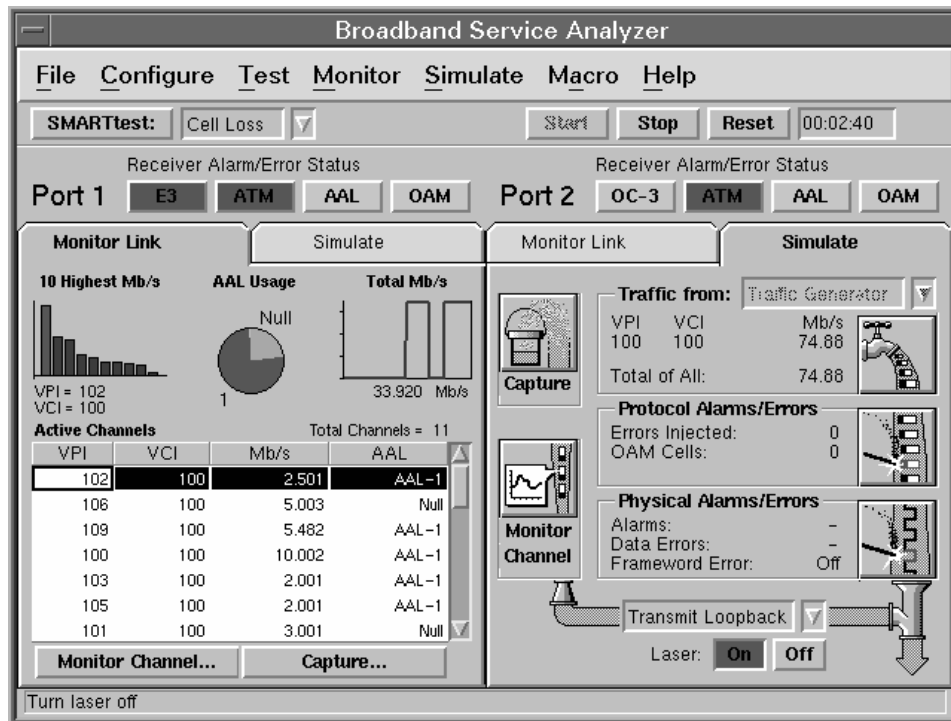 Broadband Service Analyzer
File Configure Test Monitor Simulate Macro Help
SMARTtest: Cell Loss Start Stop Reset 00:02:40
Receiver Alarm/Error Status
Port 1 E3 ATM AAL OAM
Receiver Alarm/Error Status
Port 2 OC-3 ATM AAL OAM
Monitor Link Simulate
10 Highest Mb/s AAL Usage Total Mb/s
Null
1
VPI = 102
VCI = 100
33.920 Mb/s
Active Channels Total Channels = 11
VPI VCI Mb/s AAL
102 100 2.501 AAL-1
106 100 5.003 Null
109 100 5.482 AAL-1
100 100 10.002 AAL-1
103 100 2.001 AAL-1
105 100 2.001 AAL-1
101 100 3.001 Null
Monitor Channel... Capture...
Monitor Link Simulate
Capture
Monitor
Channel
Traffic from: Traffic Generator
VPI VCI Mb/s
100 100 74.88
Total of All: 74.88
Protocol Alarms/Errors
Errors Injected: 0
OAM Cells: 0
Physical Alarms/Errors
Alarms: -
Data Errors: -
Frameword Error: Off
Transmit Loopback
Laser: On Off
Turn laser off